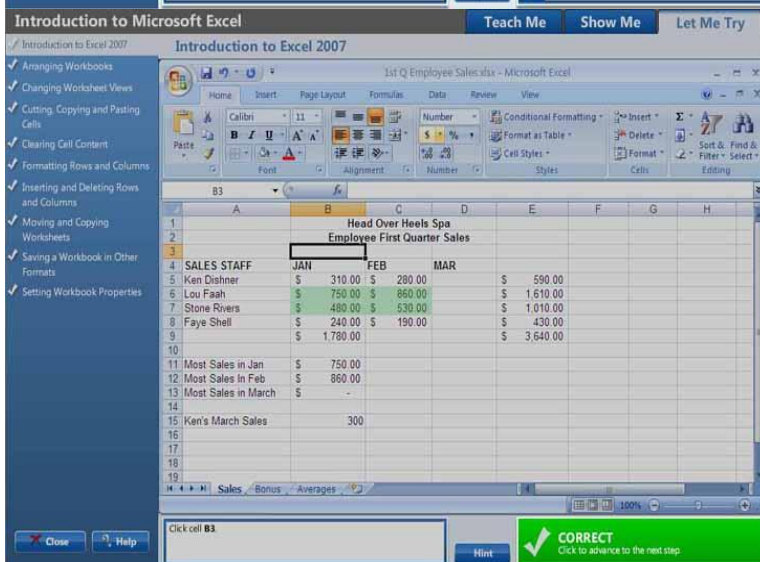 Introduction to Microsoft Excel
Teach Me
Show Me
Let Me Try
Introduction to Excel 2007
Arranging Workbooks
Changing Worksheet Views
Cutting, Copying and Pasting
Cells
Clearing Cell Content
Formatting Rows and Columns
Inserting and Deleting Rows
and Columns
Moving and Copying
Worksheets
Saving a Workbook in Other
Formats
Setting Workbook Properties
Close
Help
Introduction to Excel 2007
1st Q Employee Sales.xlsx - Microsoft Excel
Home Insert Page Layout Formulas Data Review View
Paste
Calibri 11
B I U A A
Font
Alignment
Number
$ % ,
Number
Conditional Formatting
Format as Table
Cell Styles
Styles
Insert
Delete
Format
Cells
Σ
Sort & Filter
Find & Select
Editing
B3 fx
A B C D E F G H
1 Head Over Heels Spa
2 Employee First Quarter Sales
3
4 SALES STAFF JAN FEB MAR
5 Ken Dishner $ 310.00 $ 280.00 $ 590.00
6 Lou Faah $ 750.00 $ 860.00 $ 1,610.00
7 Stone Rivers $ 480.00 $ 530.00 $ 1,010.00
8 Faye Shell $ 240.00 $ 190.00 $ 430.00
9 $ 1,780.00 $ 3,640.00
10
11 Most Sales in Jan $ 750.00
12 Most Sales In Feb $ 860.00
13 Most Sales in March $ -
14
15 Ken's March Sales 300
16
17
18
19
Sales Bonus Averages
100%
Click cell B3.
Hint
CORRECT
Click to advance to the next step